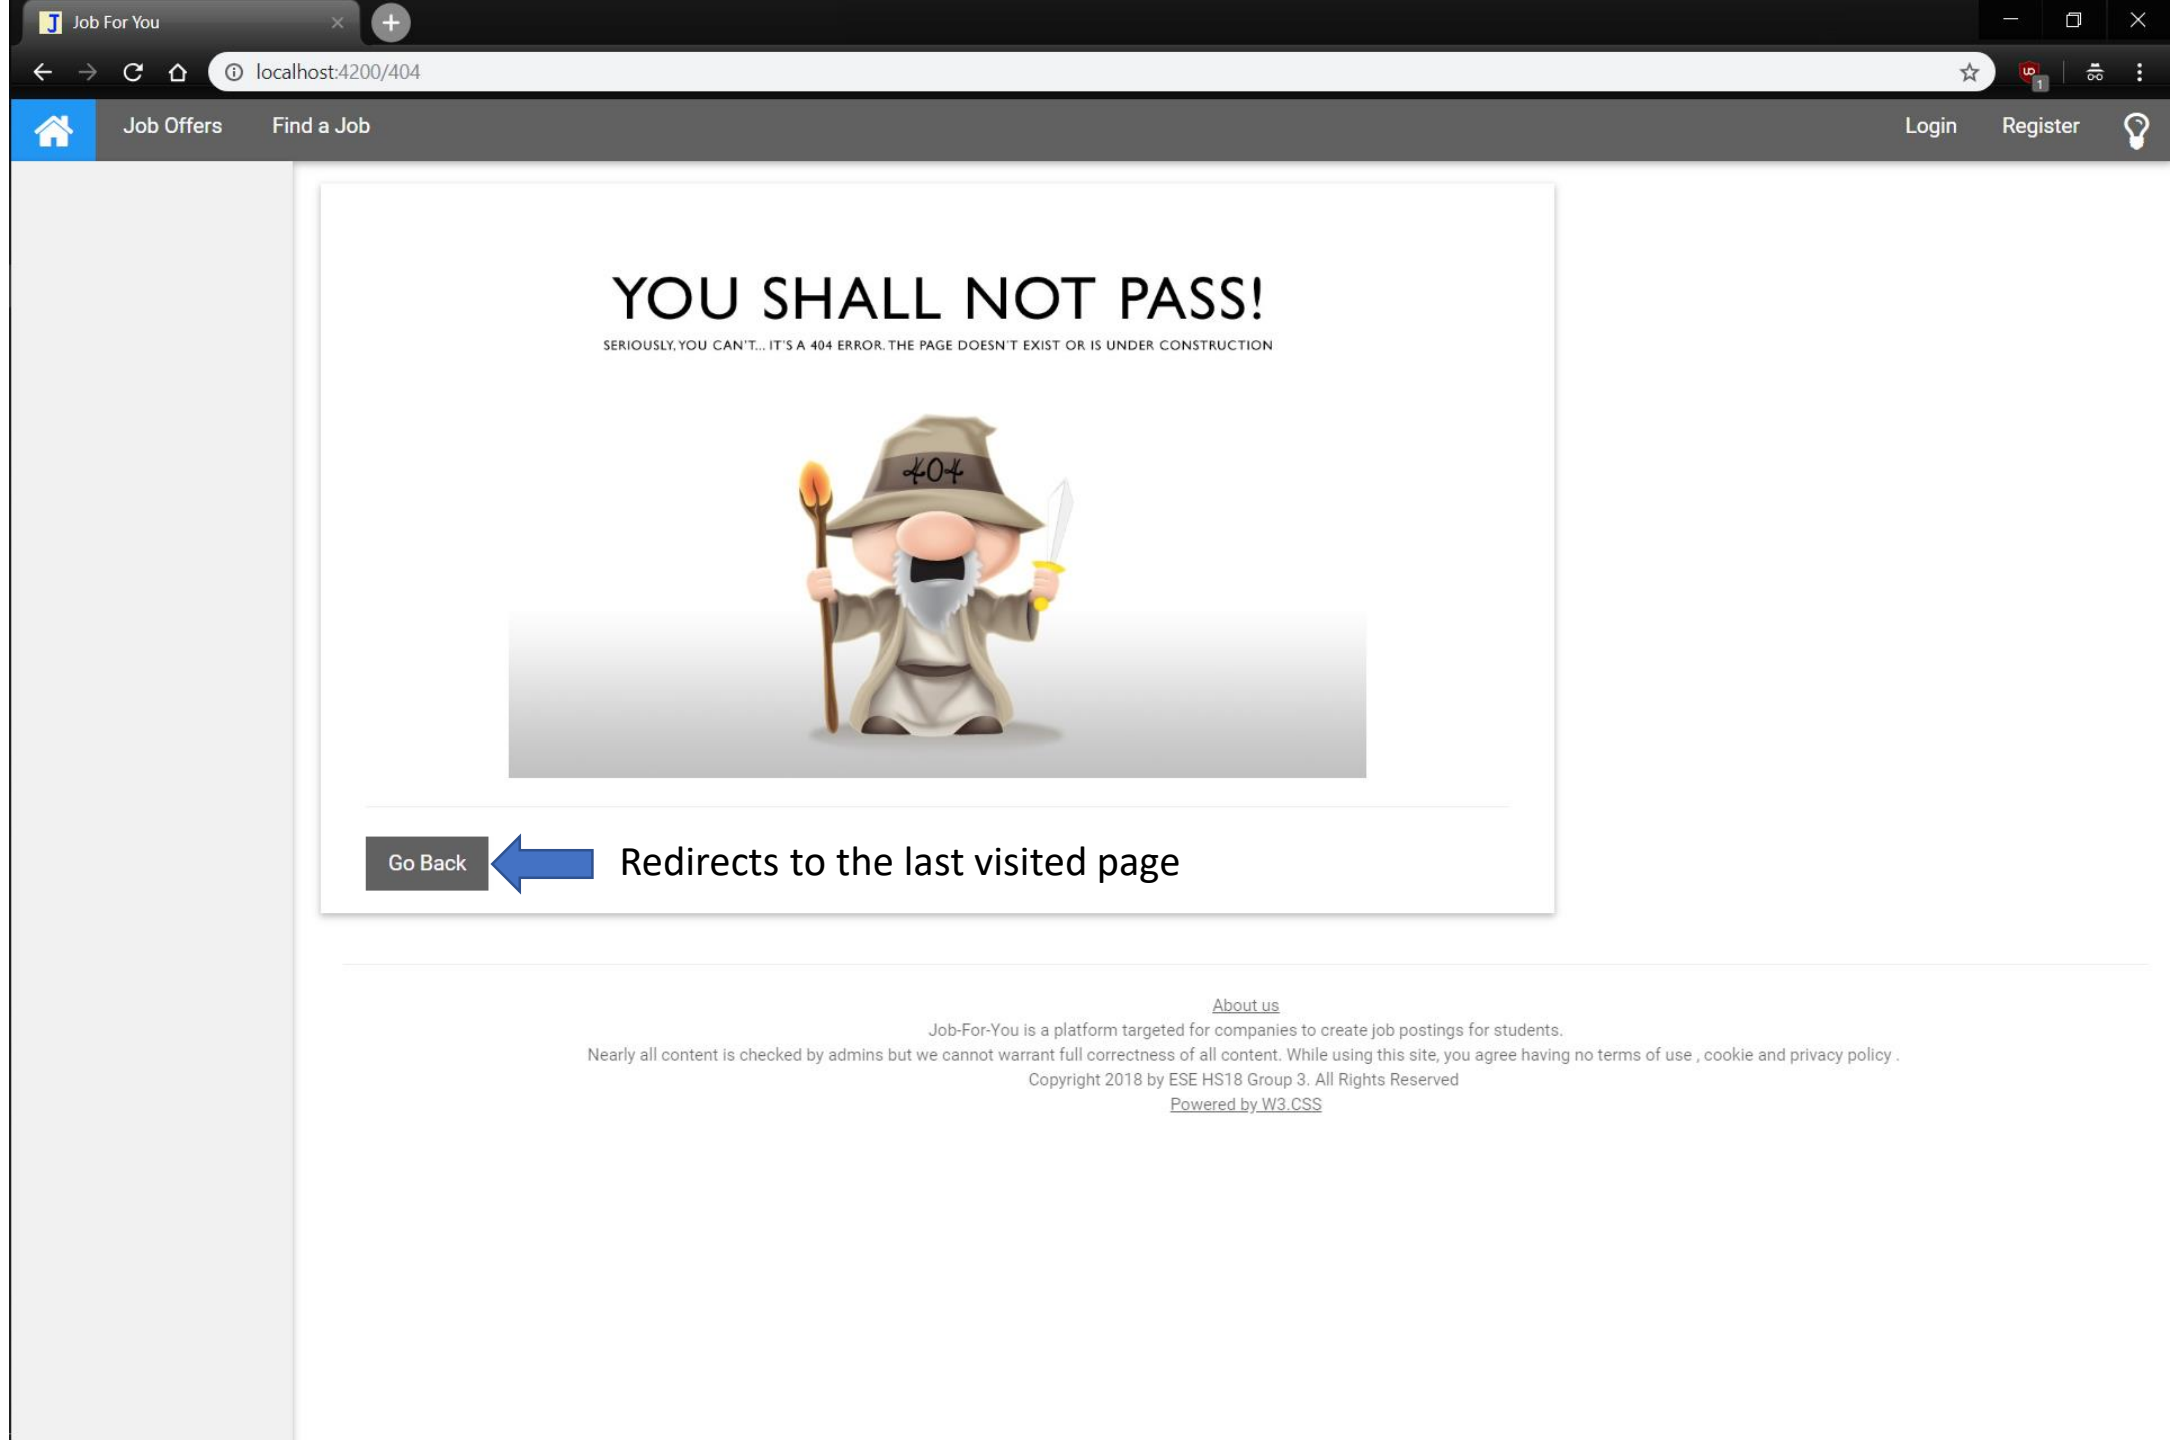 J Job For You
localhost:4200/404
1
Job Offers Find a Job Login Register
YOU SHALL NOT PASS!
SERIOUSLY, YOU CAN'T... IT'S A 404 ERROR. THE PAGE DOESN'T EXIST OR IS UNDER CONSTRUCTION
404
Go Back Redirects to the last visited page
About us
Job-For-You is a platform targeted for companies to create job postings for students.
Nearly all content is checked by admins but we cannot warrant full correctness of all content. While using this site, you agree having no terms of use , cookie and privacy policy .
Copyright 2018 by ESE HS18 Group 3. All Rights Reserved
Powered by W3.CSS